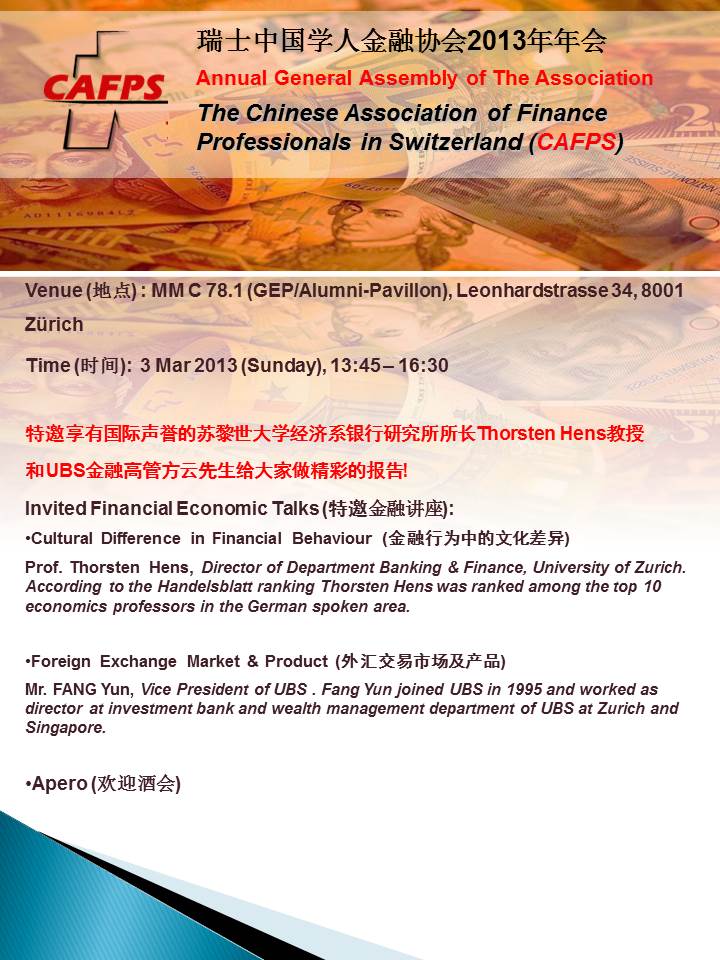 CAFPS
瑞士中国学人金融协会2013年年会
Annual General Assembly of The Association
The Chinese Association of Finance
Professionals in Switzerland (CAFPS)
Venue (地点) : MM C 78.1 (GEP/Alumni-Pavillon), Leonhardstrasse 34, 8001
Zürich
Time (时间): 3 Mar 2013 (Sunday), 13:45 – 16:30
特邀享有国际声誉的苏黎世大学经济系银行研究所所长Thorsten Hens教授
和UBS金融高管方云先生给大家做精彩的报告!
Invited Financial Economic Talks (特邀金融讲座):
•Cultural Difference in Financial Behaviour (金融行为中的文化差异)
Prof. Thorsten Hens, Director of Department Banking & Finance, University of Zurich.
According to the Handelsblatt ranking Thorsten Hens was ranked among the top 10
economics professors in the German spoken area.
•Foreign Exchange Market & Product (外汇交易市场及产品)
Mr. FANG Yun, Vice President of UBS . Fang Yun joined UBS in 1995 and worked as
director at investment bank and wealth management department of UBS at Zurich and
Singapore.
•Apero (欢迎酒会)